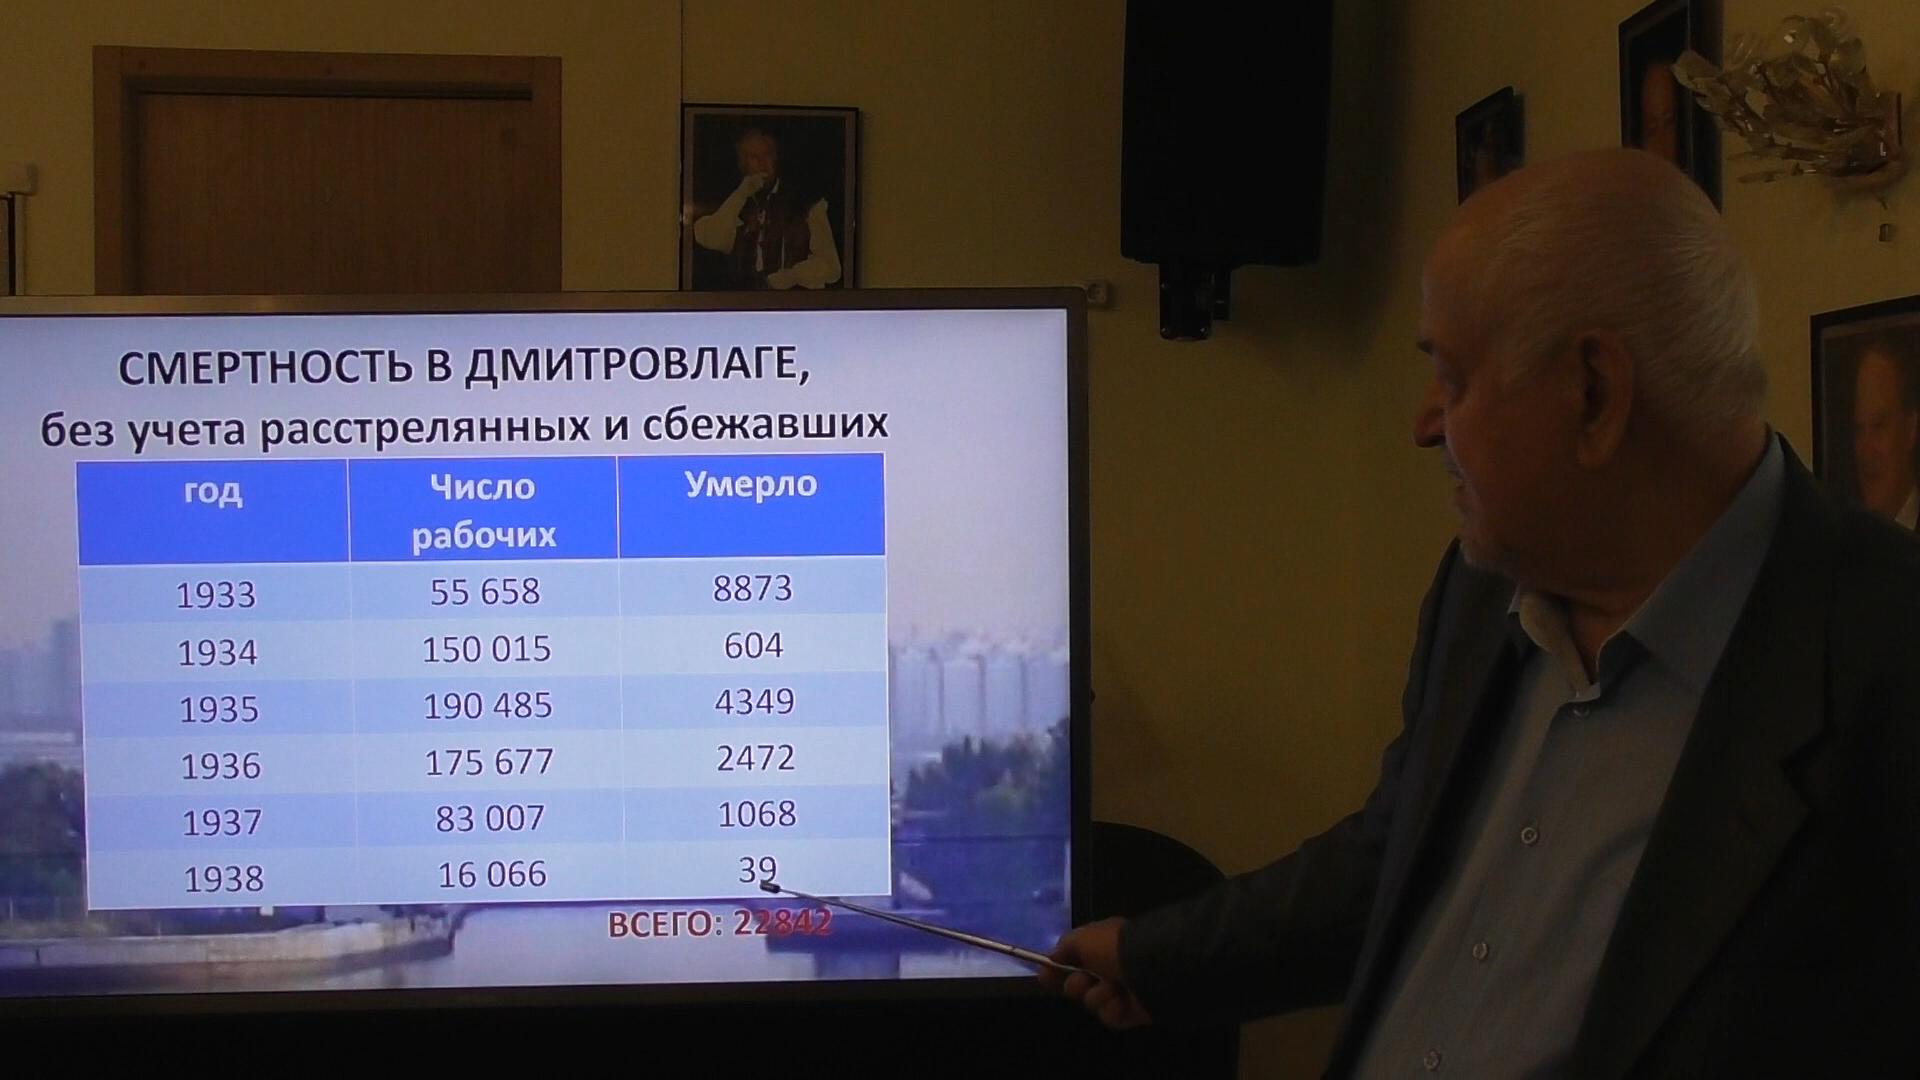 СМЕРТНОСТЬ В ДМИТРОВЛАГЕ,
без учета расстрелянных и сбежавших
год Число рабочих Умерло
1933 55 658 8873
1934 150 015 604
1935 190 485 4349
1936 175 677 2472
1937 83 007 1068
1938 16 066 39
ВСЕГО: 22842